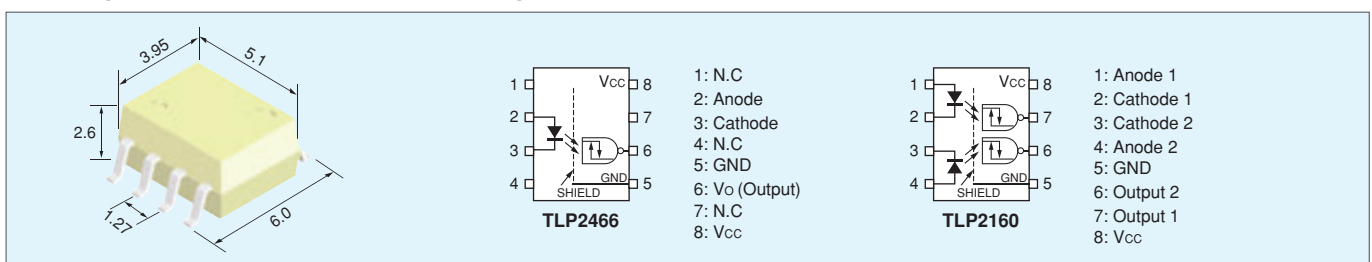 3.95
5.1
2.6
1.27
6.0
1
2
3
4
Vcc
8
7
6
GND
5
SHIELD
TLP2466
1: N.C
2: Anode
3: Cathode
4: N.C
5: GND
6: Vo (Output)
7: N.C
8: Vcc
1
2
3
4
Vcc
8
7
6
GND
5
SHIELD
TLP2160
1: Anode 1
2: Cathode 1
3: Cathode 2
4: Anode 2
5: GND
6: Output 2
7: Output 1
8: Vcc